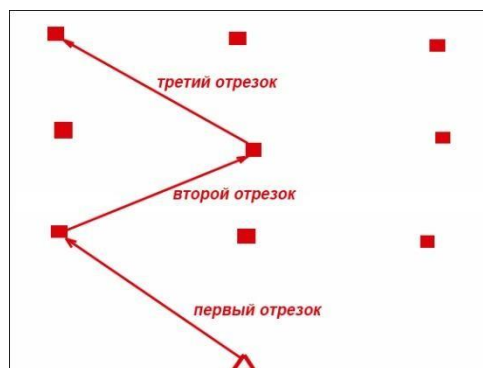 третий отрезок
второй отрезок
первый отрезок